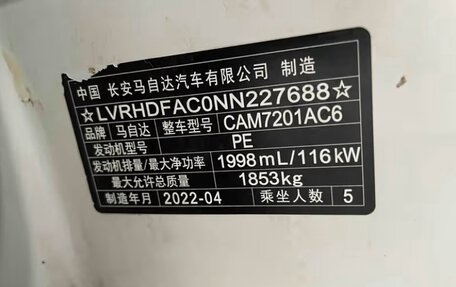 中国 长安马自达汽车有限公司 制造
☆LVRHDFAC0NN227688☆
品牌 马自达 整车型号 CAM7201AC6
发动机型号 PE
发动机排量/最大净功率 1998mL/116kW
最大允许总质量 1853kg
制造年月 2022-04 乘坐人数 5